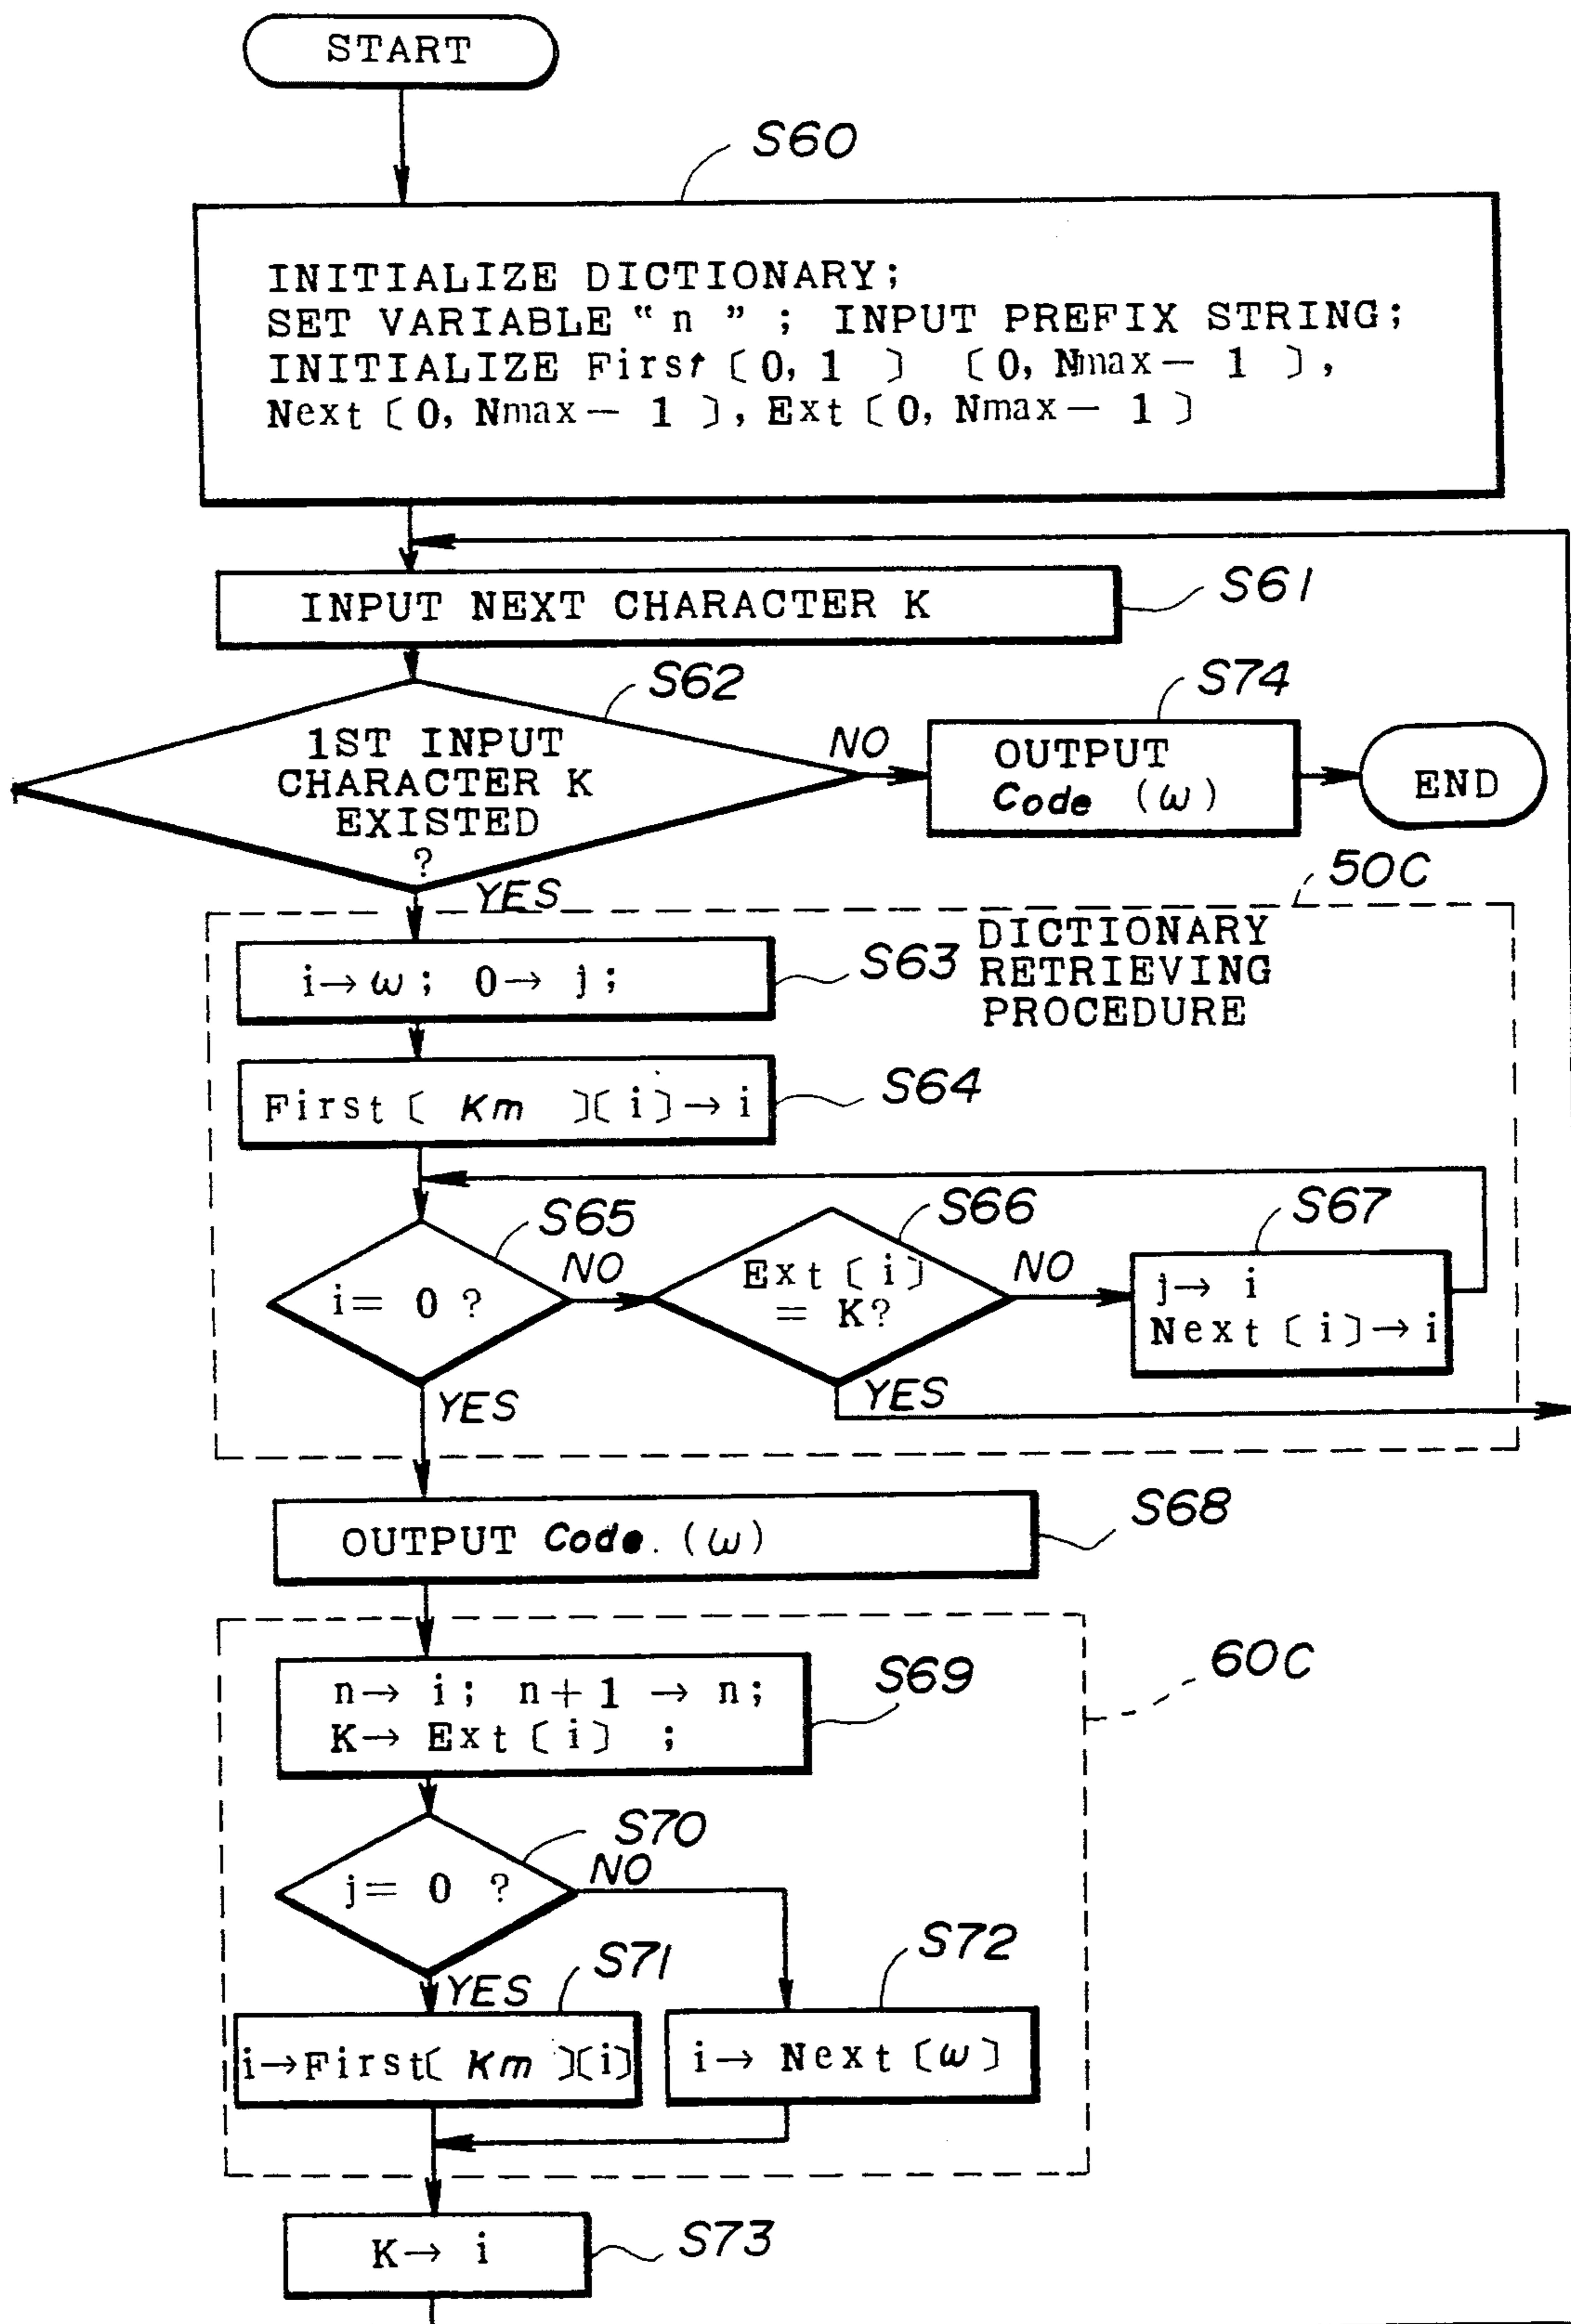 START
S60
INITIALIZE DICTIONARY;
SET VARIABLE “n ” ; INPUT PREFIX STRING;
INITIALIZE First〔0, 1 〕 〔0, Nmax− 1 〕,
Next〔0, Nmax− 1 〕, Ext〔0, Nmax− 1 〕
INPUT NEXT CHARACTER K
S61
S62
1ST INPUT
CHARACTER K
EXISTED
?
NO
S74
OUTPUT
Code (ω)
END
YES
50C
DICTIONARY
RETRIEVING
PROCEDURE
i→ω; 0→ j;
S63
First〔 Km 〕〔i〕→ i
S64
S65
i= 0 ?
NO
S66
Ext〔i〕
= K?
NO
S67
j→ i
Next〔i〕→i
YES
YES
OUTPUT Code. (ω)
S68
60C
n→ i; n+1 → n;
K→ Ext〔i〕 ;
S69
S70
j= 0 ?
NO
YES
S71
i→First〔 Km 〕〔i〕
S72
i→ Next〔ω〕
K→ i
S73